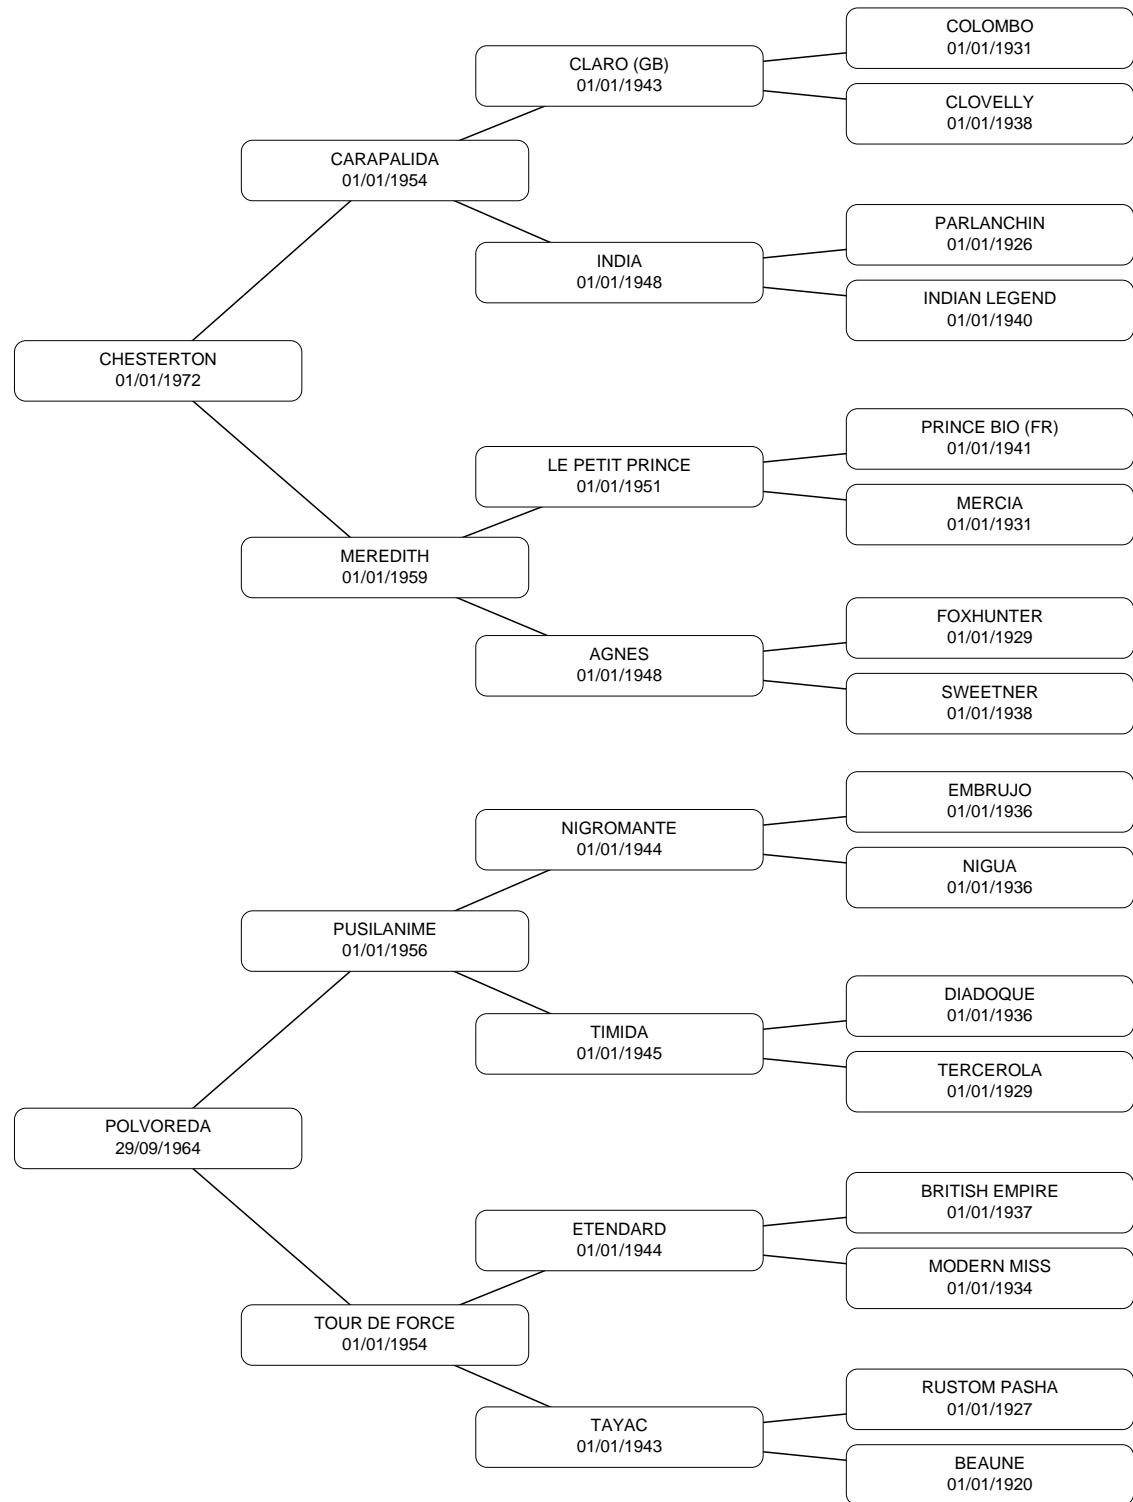 COLOMBO
01/01/1931
CLARO (GB)
01/01/1943
CLOVELLY
01/01/1938
CARAPALIDA
01/01/1954
PARLANCHIN
01/01/1926
INDIA
01/01/1948
INDIAN LEGEND
01/01/1940
CHESTERTON
01/01/1972
PRINCE BIO (FR)
01/01/1941
LE PETIT PRINCE
01/01/1951
MERCIA
01/01/1931
MEREDITH
01/01/1959
FOXHUNTER
01/01/1929
AGNES
01/01/1948
SWEETNER
01/01/1938
EMBRUJO
01/01/1936
NIGROMANTE
01/01/1944
NIGUA
01/01/1936
PUSILANIME
01/01/1956
DIADOQUE
01/01/1936
TIMIDA
01/01/1945
TERCEROLA
01/01/1929
POLVOREDA
29/09/1964
BRITISH EMPIRE
01/01/1937
ETENDARD
01/01/1944
MODERN MISS
01/01/1934
TOUR DE FORCE
01/01/1954
RUSTOM PASHA
01/01/1927
TAYAC
01/01/1943
BEAUNE
01/01/1920